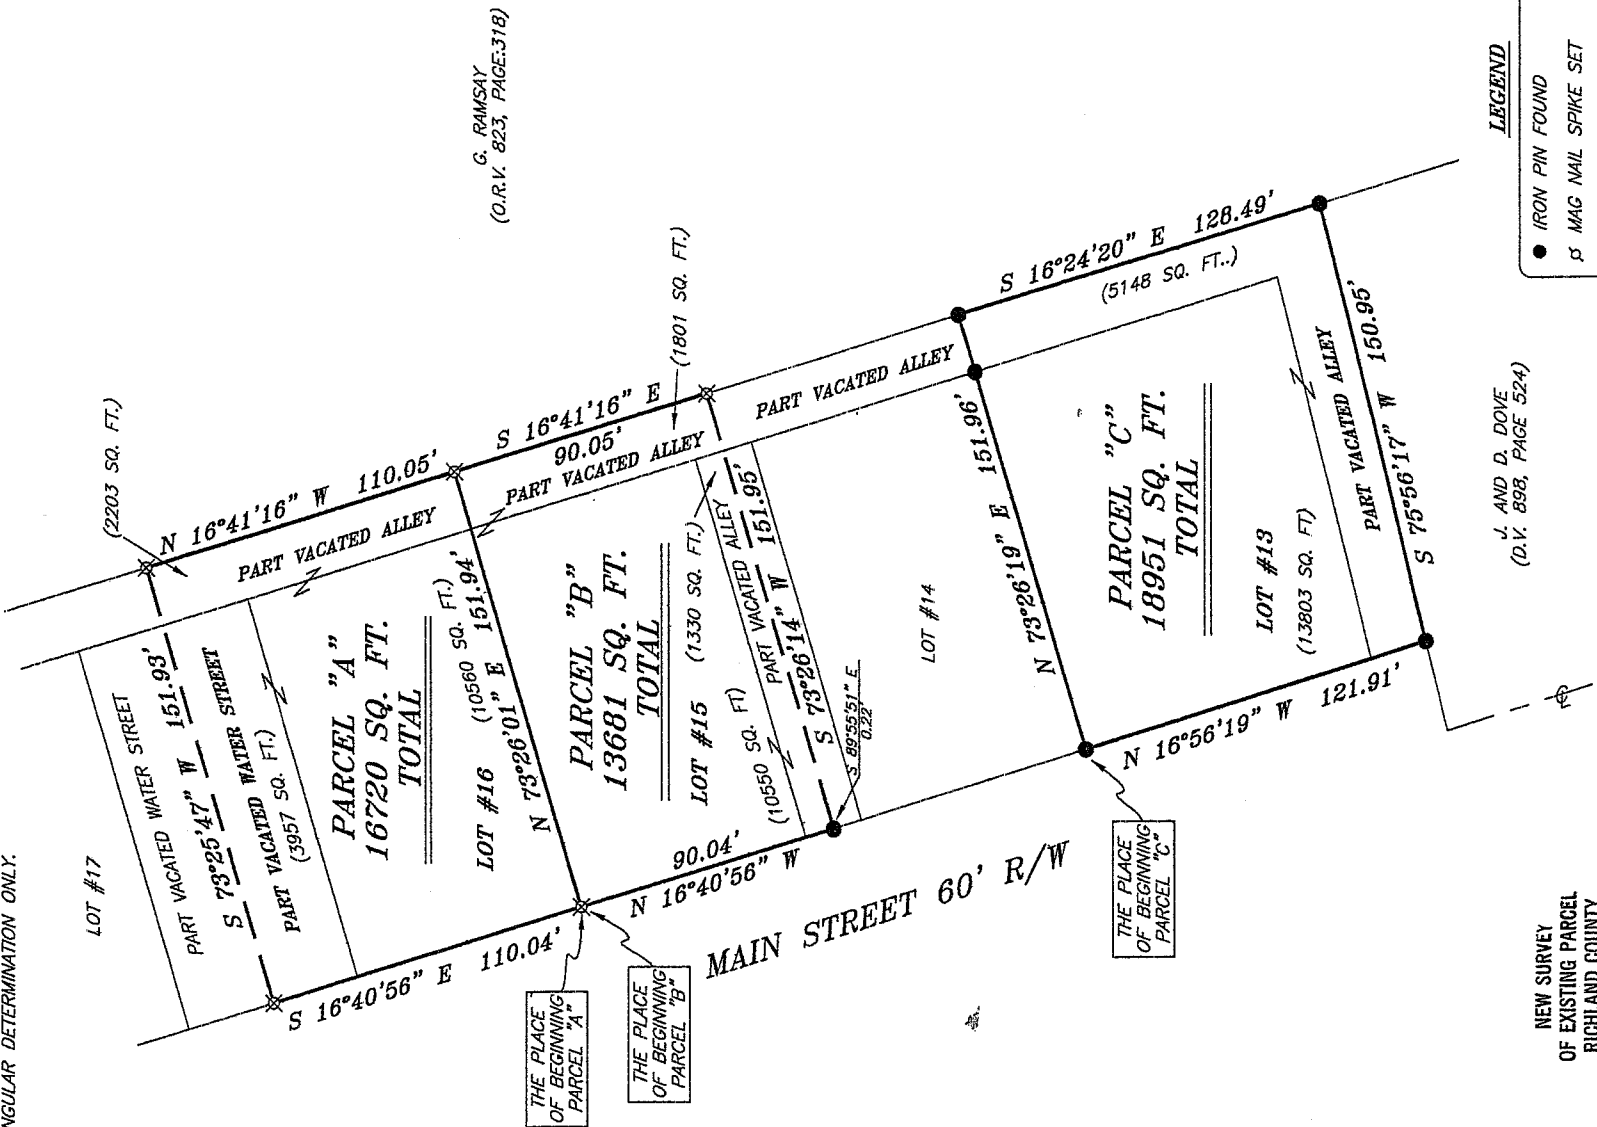 NGULAR DETERMINATION ONLY.
LOT #17
PART VACATED WATER STREET
S 73°25'47" W 151.93'
PART VACATED WATER STREET
(3957 SQ. FT.)
(2203 SQ. FT.)
N 16°41'16" W 110.05'
PART VACATED ALLEY
PARCEL "A"
16720 SQ. FT.
TOTAL
LOT #16
(10560 SQ. FT.)
N 73°26'01" E 151.94'
S 16°40'56" E 110.04'
THE PLACE
OF BEGINNING
PARCEL "A"
G. RAMSAY
(O.R.V. 823, PAGE:318)
S 16°41'16" E
90.05'
PART VACATED ALLEY
(1801 SQ. FT.)
PARCEL "B"
13681 SQ. FT.
TOTAL
LOT #15
(1330 SQ. FT.)
(10550 SQ. FT)
PART VACATED ALLEY
S 73°26'14" W 151.95'
S 89°55'51" E
0.22'
90.04'
N 16°40'56" W
THE PLACE
OF BEGINNING
PARCEL "B"
MAIN STREET 60' R/W
PART VACATED ALLEY
LOT #14
N 73°26'19" E 151.96'
S 16°24'20" E 128.49'
(5148 SQ. FT..)
PARCEL "C"
18951 SQ. FT.
TOTAL
LOT #13
(13803 SQ. FT)
PART VACATED ALLEY
S 75°56'17" W 150.95'
N 16°56'19" W 121.91'
THE PLACE
OF BEGINNING
PARCEL "C"
J. AND D. DOVE
(D.V. 898, PAGE 524)
LEGEND
IRON PIN FOUND
MAG NAIL SPIKE SET
NEW SURVEY
OF EXISTING PARCEL
RICHLAND COUNTY